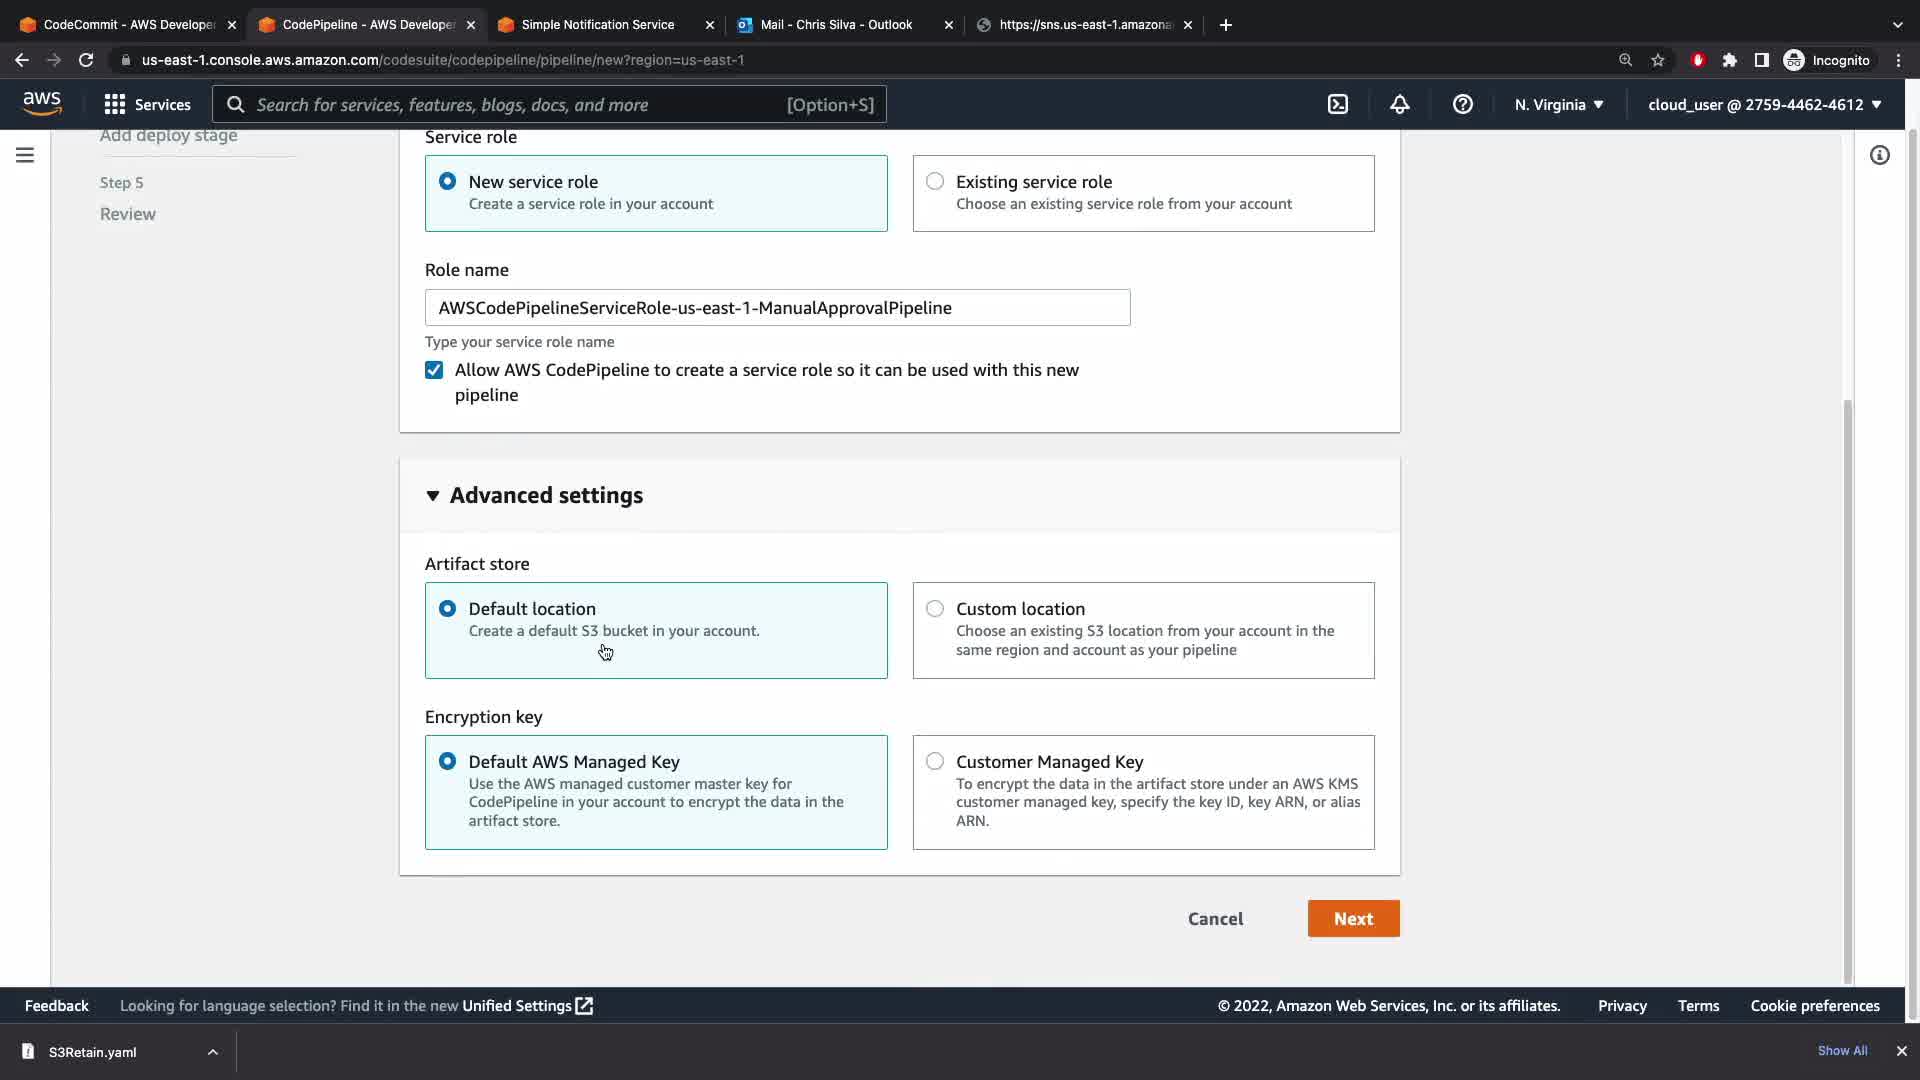 CodeCommit - AWS Develope
CodePipeline - AWS Develope
Simple Notification Service
Mail - Chris Silva - Outlook
https://sns.us-east-1.amazona
us-east-1.console.aws.amazon.com/codesuite/codepipeline/pipeline/new?region=us-east-1
Incognito
aws
Services
Search for services, features, blogs, docs, and more
[Option+S]
N. Virginia
cloud_user @ 2759-4462-4612
Add deploy stage
Step 5
Review
Service role
New service role
Create a service role in your account
Existing service role
Choose an existing service role from your account
Role name
AWSCodePipelineServiceRole-us-east-1-ManualApprovalPipeline
Type your service role name
Allow AWS CodePipeline to create a service role so it can be used with this new
pipeline
Advanced settings
Artifact store
Default location
Create a default S3 bucket in your account.
Custom location
Choose an existing S3 location from your account in the
same region and account as your pipeline
Encryption key
Default AWS Managed Key
Use the AWS managed customer master key for
CodePipeline in your account to encrypt the data in the
artifact store.
Customer Managed Key
To encrypt the data in the artifact store under an AWS KMS
customer managed key, specify the key ID, key ARN, or alias
ARN.
Cancel
Next
Feedback
Looking for language selection? Find it in the new Unified Settings
© 2022, Amazon Web Services, Inc. or its affiliates.
Privacy
Terms
Cookie preferences
S3Retain.yaml
Show All